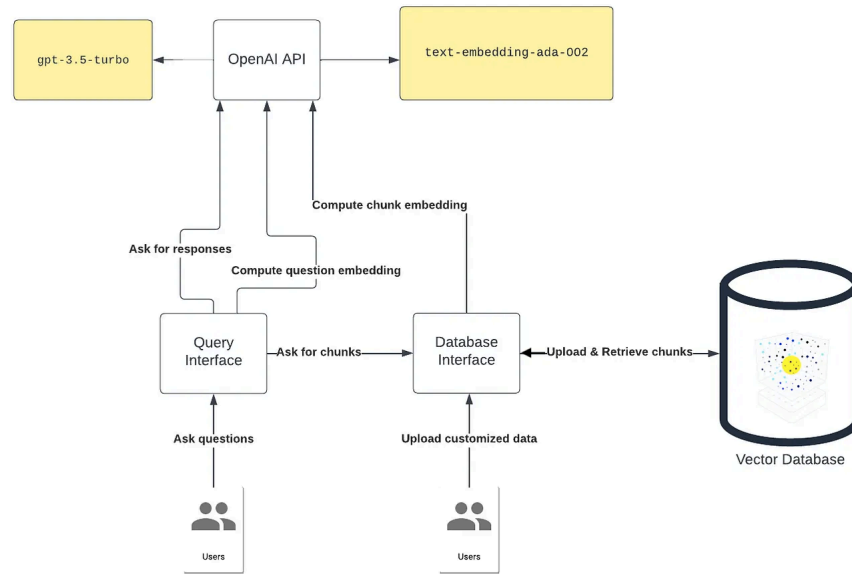 gpt-3.5-turbo
OpenAI API
text-embedding-ada-002
Compute chunk embedding
Ask for responses
Compute question embedding
Query
Interface
Ask for chunks
Database
Interface
Upload & Retrieve chunks
Ask questions
Upload customized data
Vector Database
Users
Users